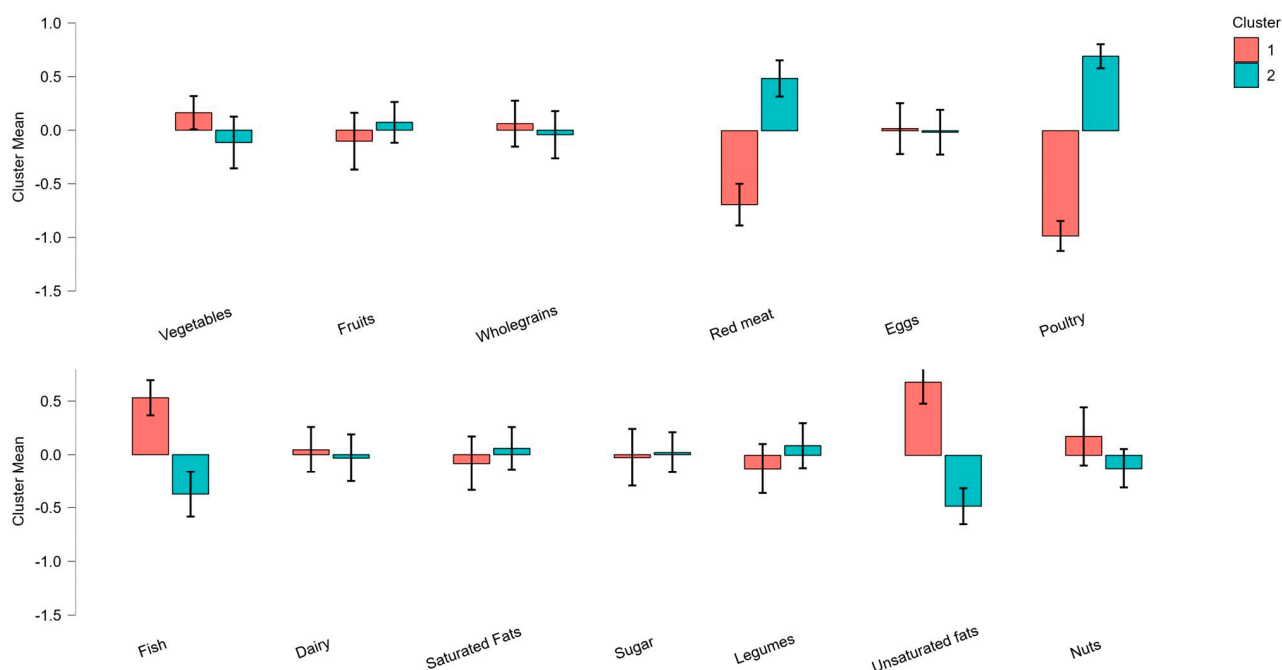 Cluster
1
2
Cluster Mean
1.0
0.5
0.0
-0.5
-1.0
-1.5
Vegetables
Fruits
Wholegrains
Red meat
Eggs
Poultry
Cluster Mean
0.5
0.0
-0.5
-1.0
-1.5
Fish
Dairy
Saturated Fats
Sugar
Legumes
Unsaturated fats
Nuts